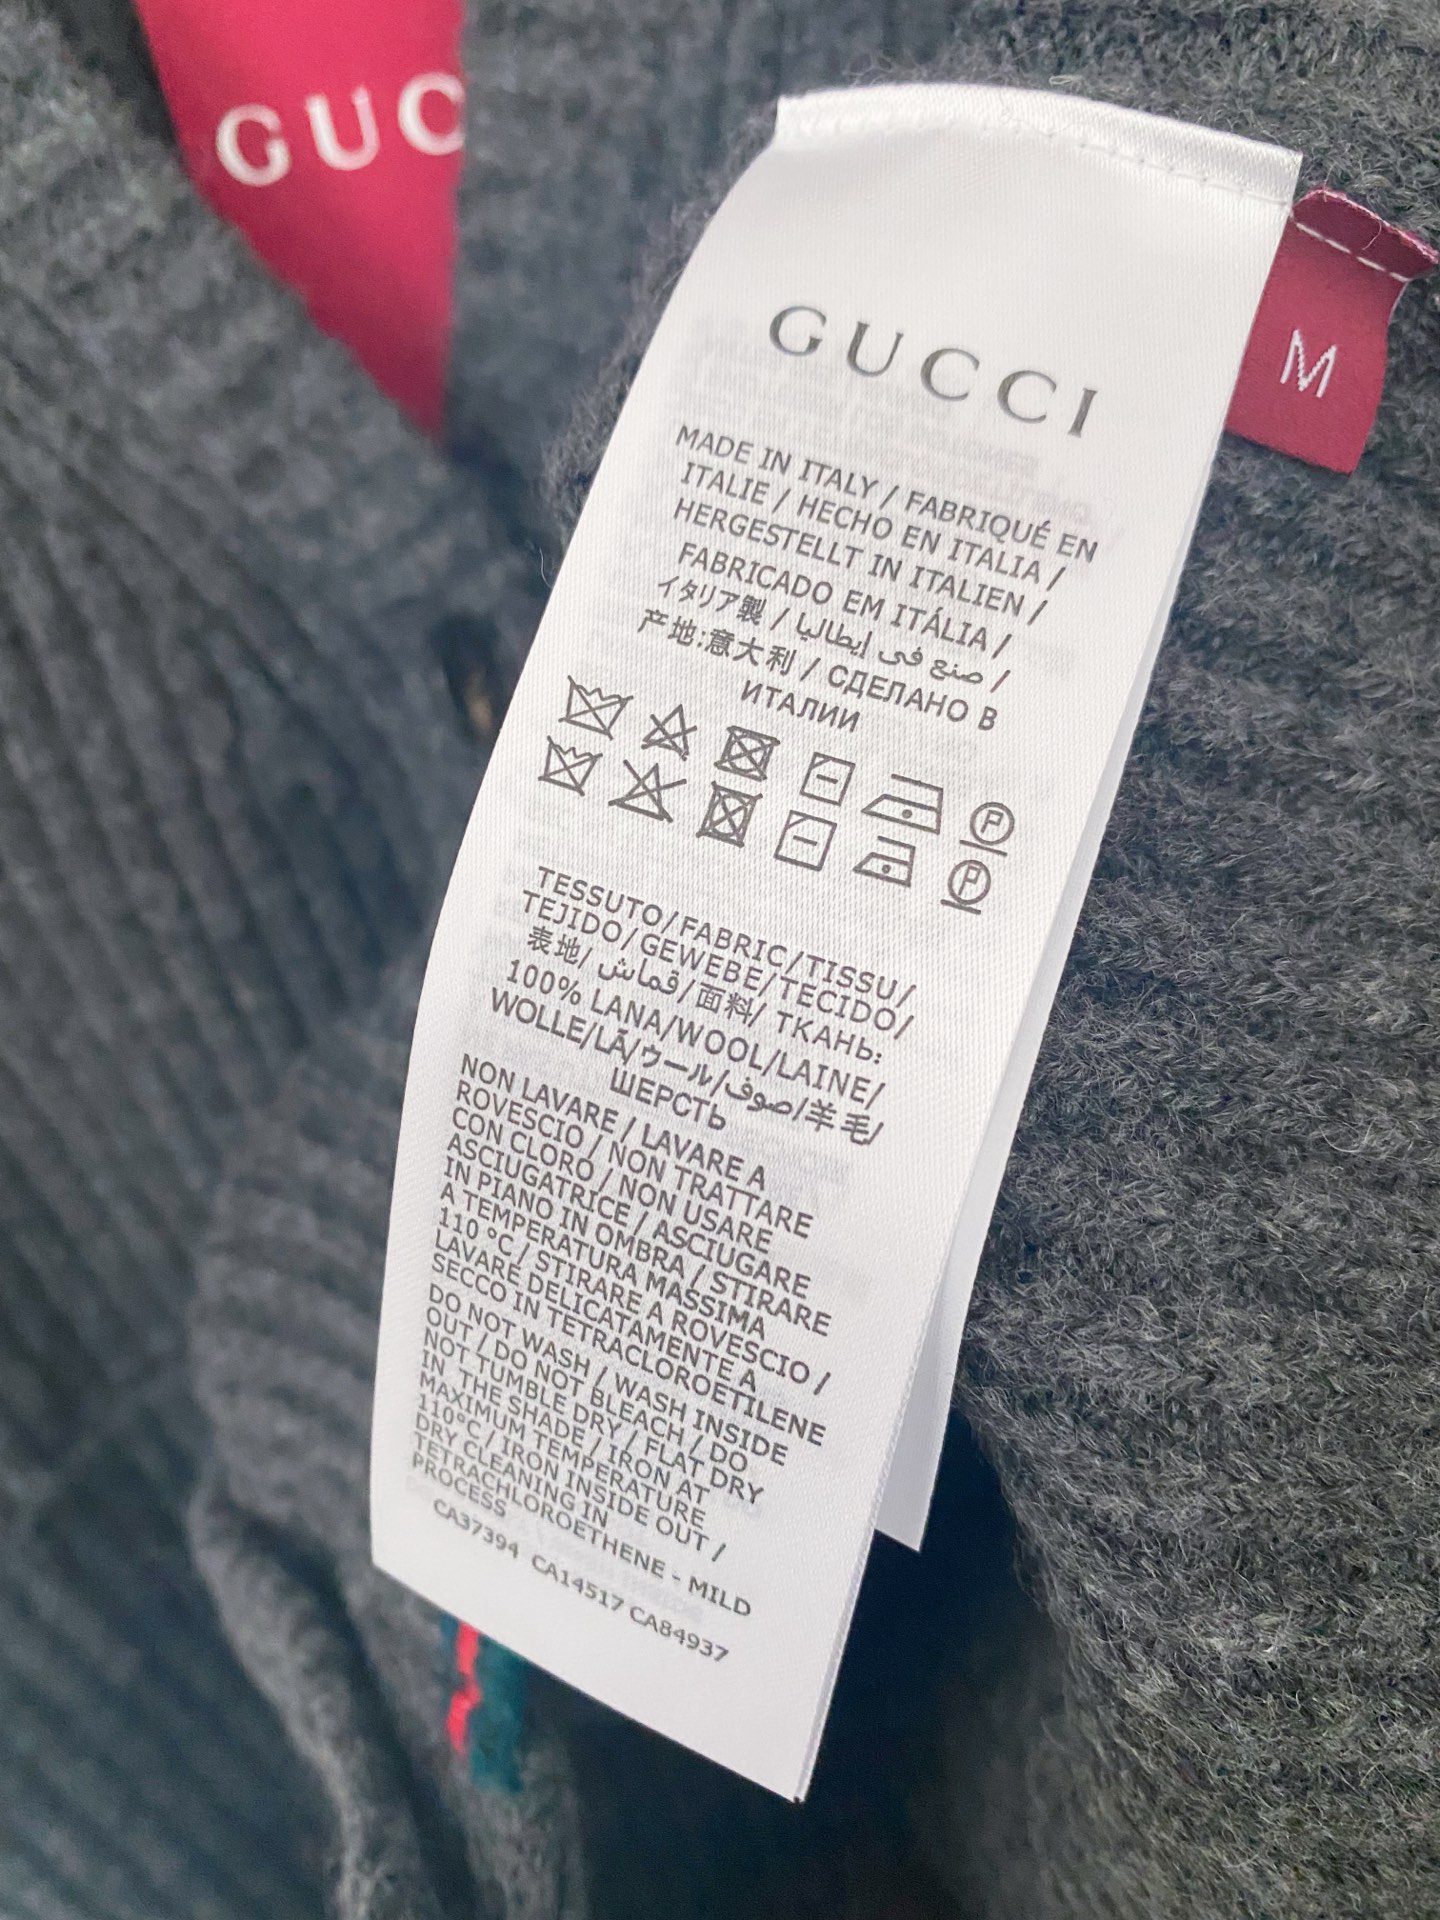 GUC
M
GUCCI
MADE IN ITALY / FABRIQUÉ EN
ITALIE / HECHO EN ITALIA /
HERGESTELLT IN ITALIEN /
FABRICADO EM ITÁLIA /
イタリア製 / صنع في إيطاليا /
产地:意大利 / СДЕЛАНО В
ИТАЛИИ
TESSUTO/FABRIC/TISSU/
TEJIDO/GEWEBE/TECIDO/
表地/ قماش/面料/ ТКАНЬ:
100% LANA/WOOL/LAINE/
WOLLE/LÃ/ウール/صوف/羊毛/
ШЕРСТЬ
NON LAVARE / LAVARE A
ROVESCIO / NON TRATTARE
CON CLORO / NON USARE
ASCIUGATRICE / ASCIUGARE
IN PIANO IN OMBRA / STIRARE
A TEMPERATURA MASSIMA
110 °C / STIRARE A ROVESCIO /
LAVARE DELICATAMENTE A
SECCO IN TETRACLOROETILENE
DO NOT WASH / WASH INSIDE
OUT / DO NOT BLEACH / DO
NOT TUMBLE DRY / FLAT DRY
IN THE SHADE / IRON AT
MAXIMUM TEMPERATURE
110°C / IRON INSIDE OUT /
DRY CLEANING IN
TETRACHLOROETHENE - MILD
PROCESS
CA37394 CA14517 CA84937